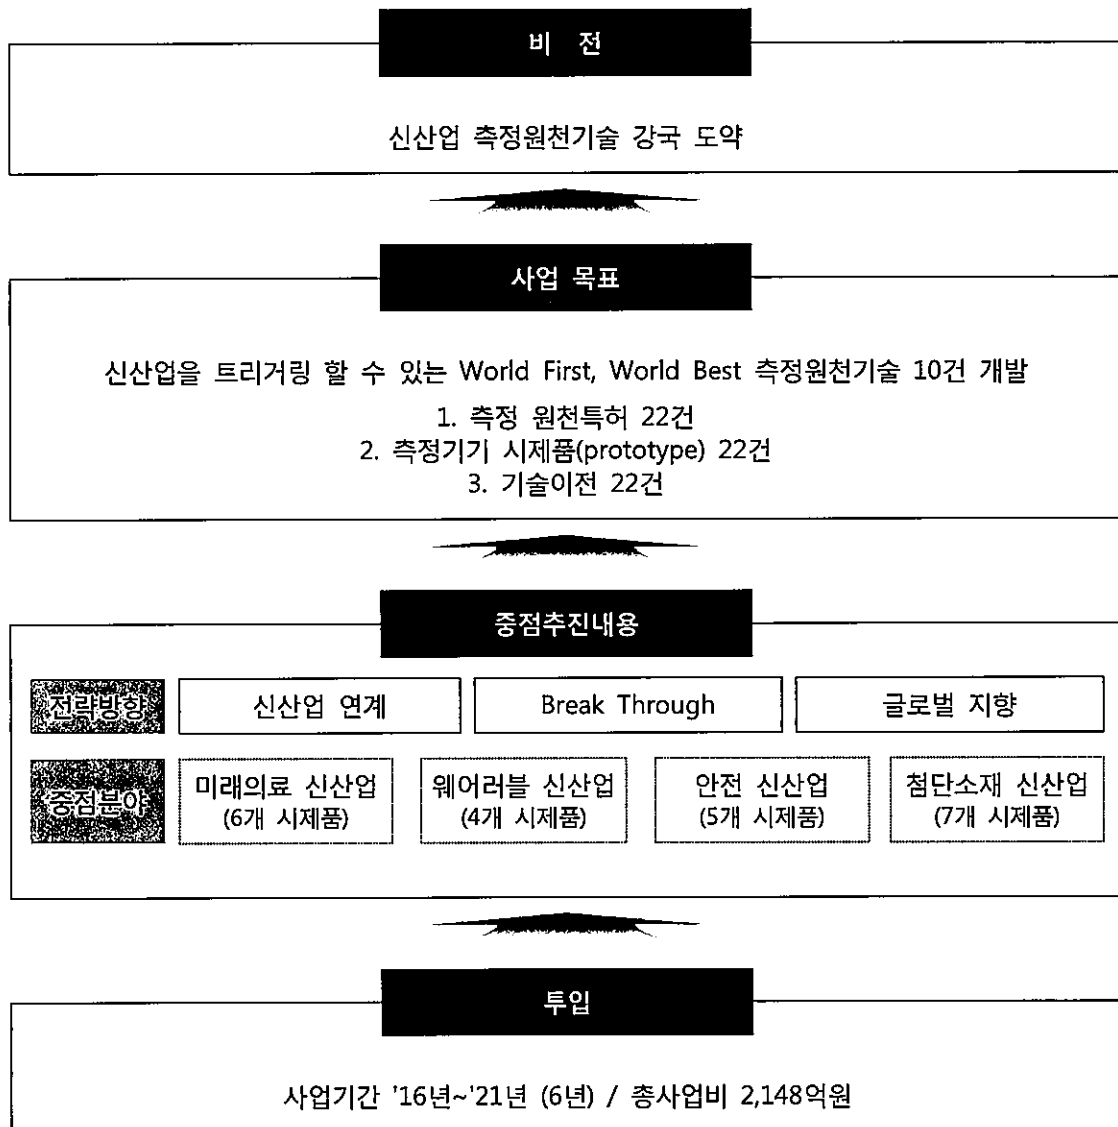 비 전
신산업 측정원천기술 강국 도약
사업 목표
신산업을 트리거링 할 수 있는 World First, World Best 측정원천기술 10건 개발
1. 측정 원천특허 22건
2. 측정기기 시제품(prototype) 22건
3. 기술이전 22건
중점추진내용
전략방향 신산업 연계 Break Through 글로벌 지향
중점분야 미래의료 신산업 웨어러블 신산업 안전 신산업 첨단소재 신산업
(6개 시제품) (4개 시제품) (5개 시제품) (7개 시제품)
투입
사업기간 '16년~'21년 (6년) / 총사업비 2,148억원